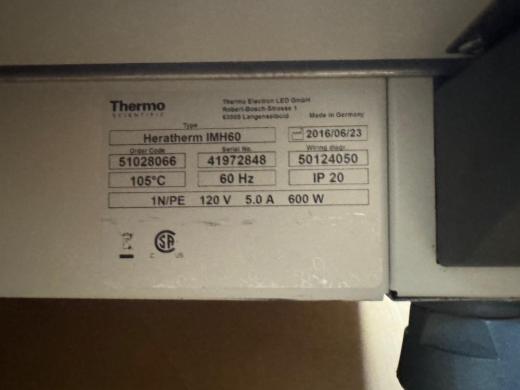 Thermo
SCIENTIFIC
Thermo Electron LED GmbH
Robert-Bosch-Strasse 1
63505 Langenselbold
Made in Germany
Type
Heratherm IMH60
2016/06/23
Order Code
Serial No.
Wiring diagr.
51028066
41972848
50124050
105°C
60 Hz
IP 20
1N/PE 120 V 5.0 A 600 W
CSA
C US